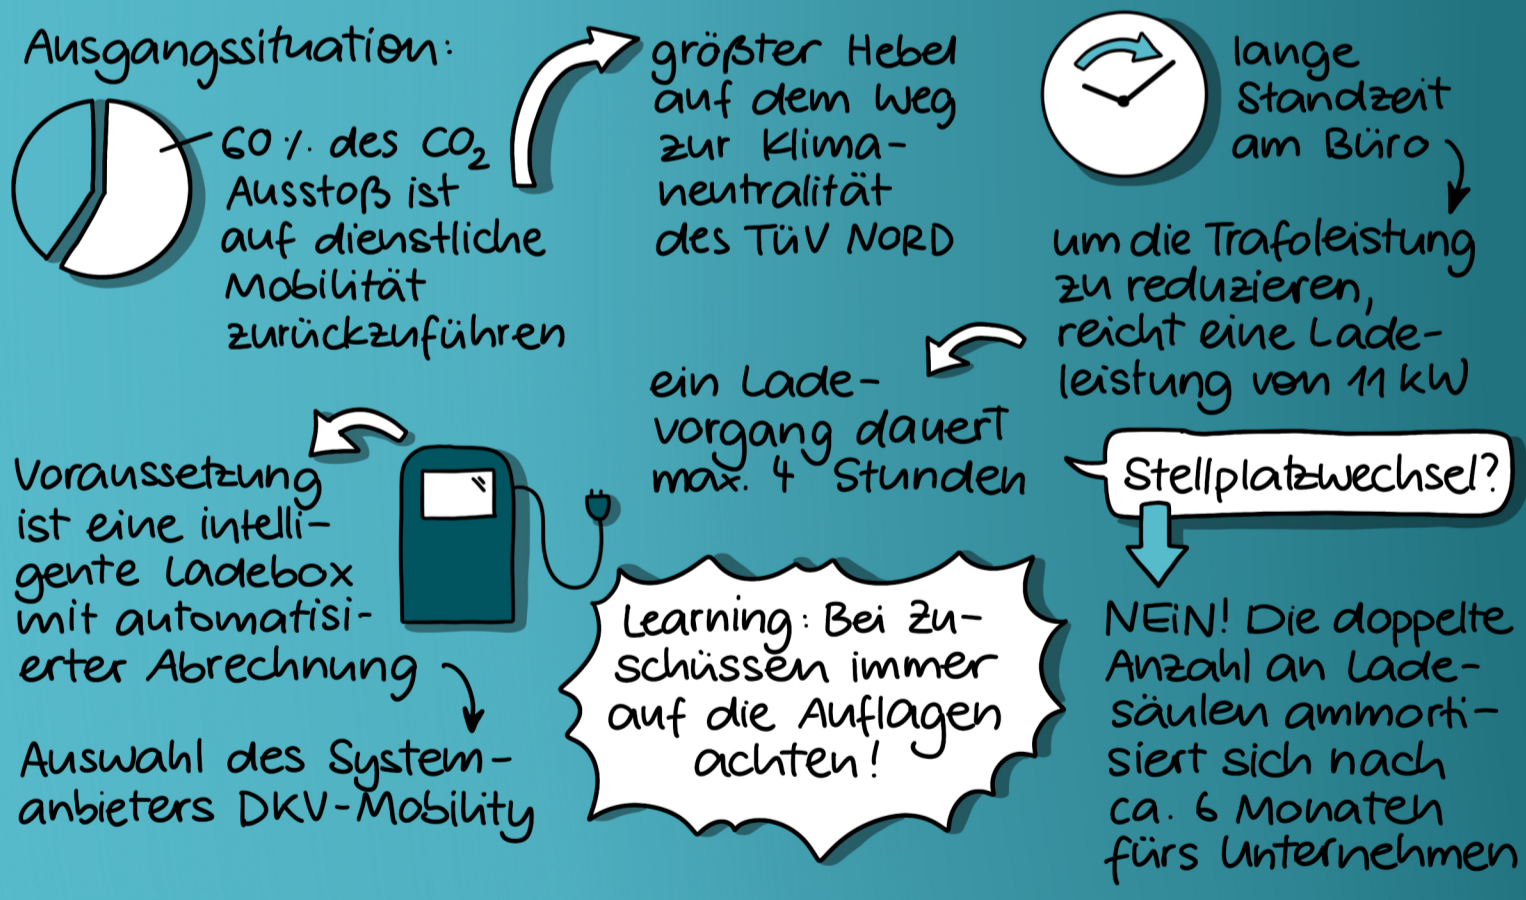 Ausgangssituation:
60 % des CO₂
Ausstoß ist
auf dienstliche
Mobilität
zurückzuführen
größter Hebel
auf dem Weg
zur Klima-
neutralität
des TüV NORD
lange
Standzeit
am Büro
um die Trafoleistung
zu reduzieren,
reicht eine Lade-
leistung von 11 kW
ein Lade-
vorgang dauert
max. 4 Stunden
Stellplatzwechsel?
NEiN! Die doppelte
Anzahl an Lade-
säulen ammorti-
siert sich nach
ca. 6 Monaten
fürs Unternehmen
Voraussetzung
ist eine intelli-
gente Ladebox
mit automatisi-
erter Abrechnung
Auswahl des System-
anbieters DKV-Mobility
Learning: Bei Zu-
schüssen immer
auf die Auflagen
achten!